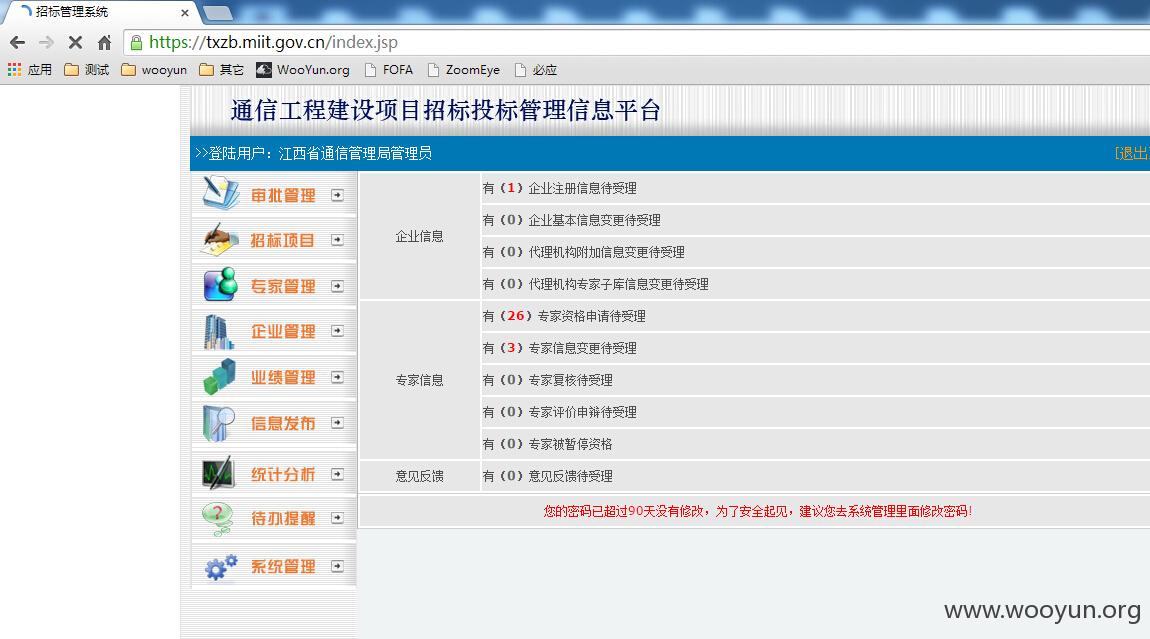 招标管理系统
https://txzb.miit.gov.cn/index.jsp
应用 测试 wooyun 其它 WooYun.org FOFA ZoomEye 必应
通信工程建设项目招标投标管理信息平台
>>登陆用户：江西省通信管理局管理员 [退出]
审批管理
招标项目
专家管理
企业管理
业绩管理
信息发布
统计分析
待办提醒
系统管理
企业信息
有（1）企业注册信息待受理
有（0）企业基本信息变更待受理
有（0）代理机构附加信息变更待受理
有（0）代理机构专家子库信息变更待受理
专家信息
有（26）专家资格申请待受理
有（3）专家信息变更待受理
有（0）专家复核待受理
有（0）专家评价申辩待受理
有（0）专家被暂停资格
意见反馈
有（0）意见反馈待受理
您的密码已超过90天没有修改，为了安全起见，建议您去系统管理里面修改密码！
www.wooyun.org